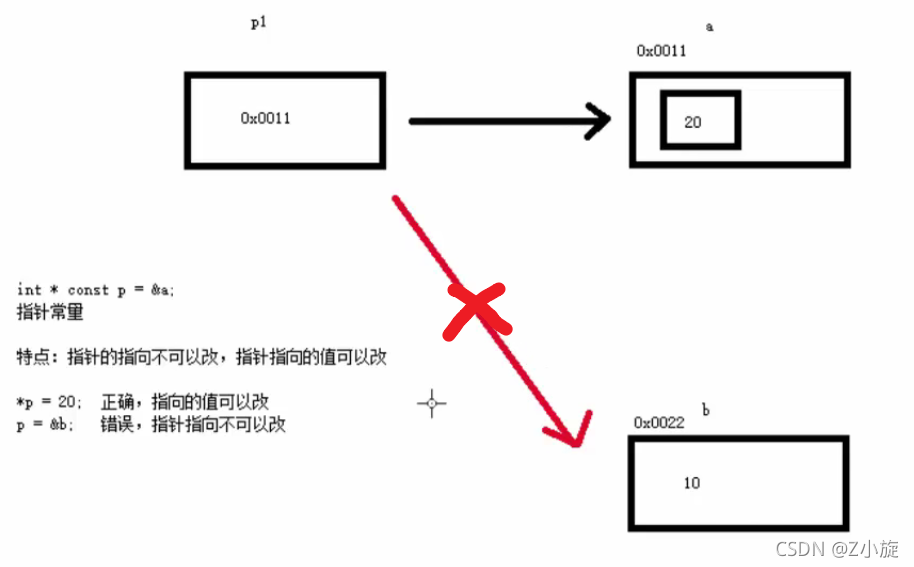 p1
a
0x0011
0x0011
20
int * const p = &a;
指针常量
特点：指针的指向不可以改，指针指向的值可以改
*p = 20;  正确，指向的值可以改
p = &b;  错误，指针指向不可以改
b
0x0022
10
CSDN @Z小旋